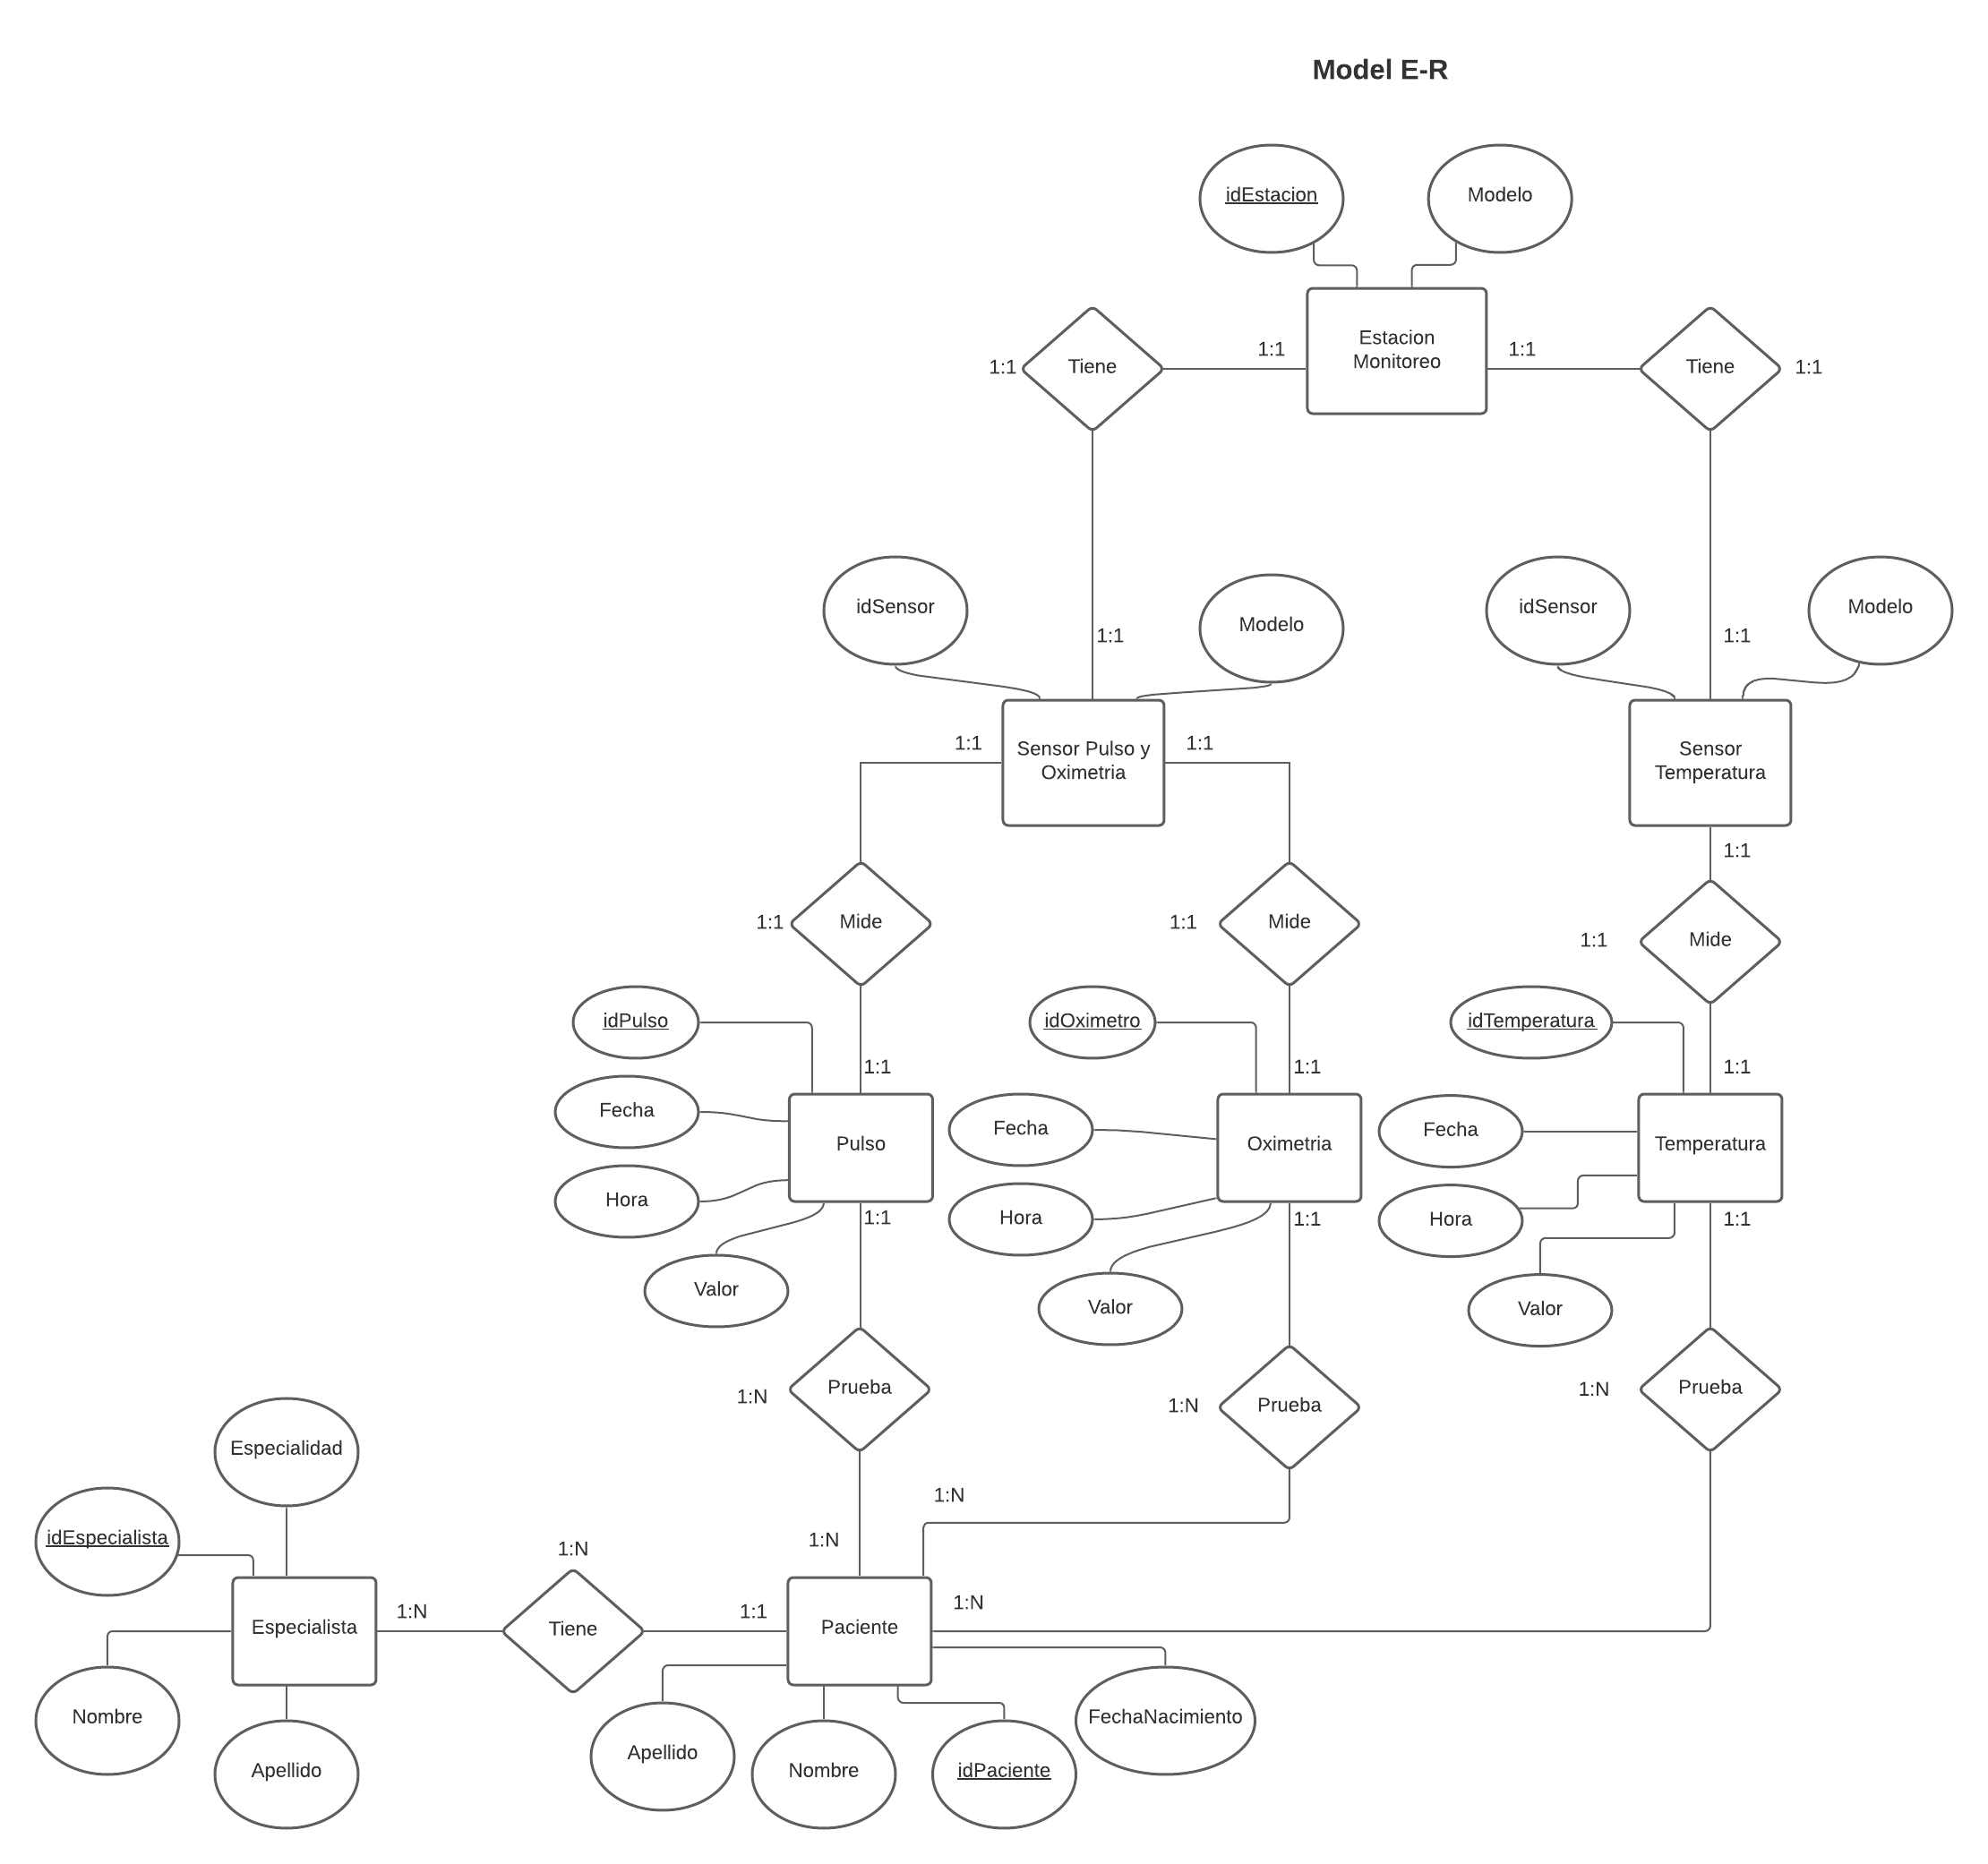 Model E-R
idEstacion
Modelo
Estacion
Monitoreo
1:1
Tiene
1:1
1:1
Tiene
1:1
idSensor
Modelo
1:1
idSensor
Modelo
1:1
1:1
Sensor Pulso y
Oximetria
1:1
Sensor
Temperatura
1:1
1:1
Mide
1:1
Mide
1:1
Mide
idPulso
idOximetro
idTemperatura
1:1
1:1
1:1
Fecha
Fecha
Fecha
Pulso
Oximetria
Temperatura
Hora
Hora
Hora
1:1
1:1
1:1
Valor
Valor
Valor
1:N
Prueba
1:N
Prueba
1:N
Prueba
Especialidad
1:N
idEspecialista
1:N
1:N
1:N
1:N
1:1
1:N
Especialista
Tiene
Paciente
Nombre
Apellido
Apellido
Nombre
idPaciente
FechaNacimiento